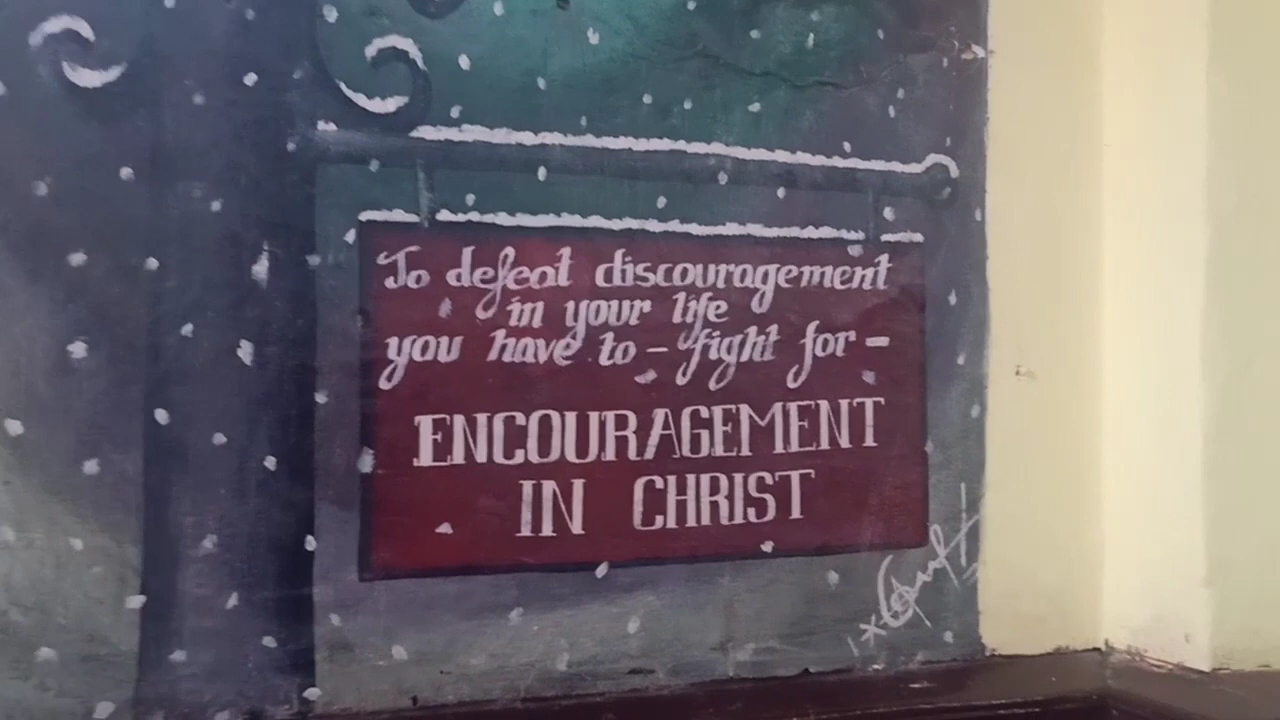 To defeat discouragement
in your life
you have to - fight for -
ENCOURAGEMENT
IN CHRIST